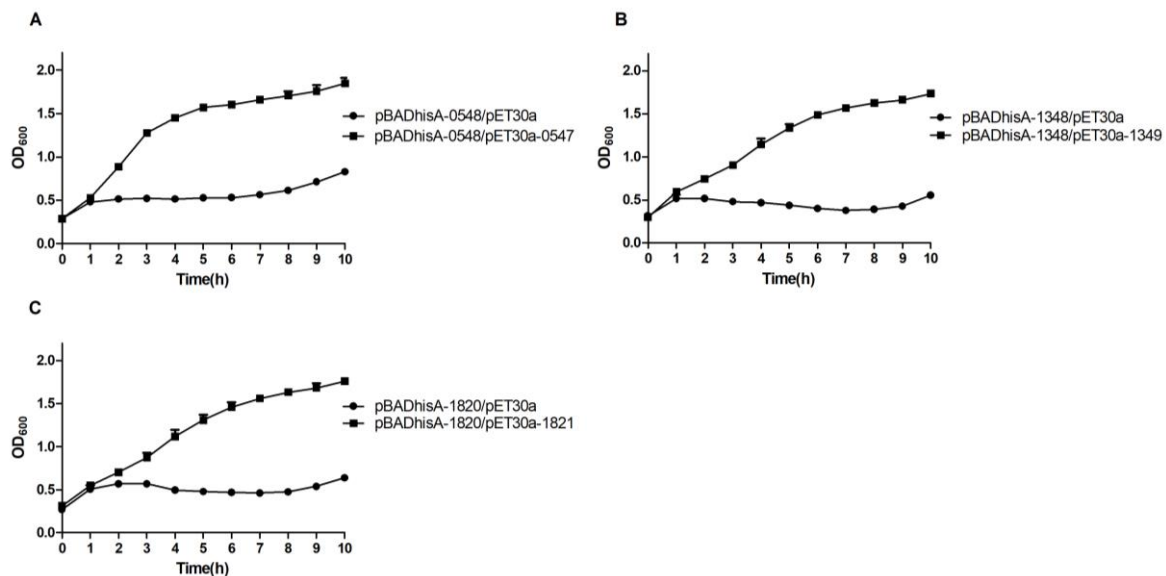 A
2.0
1.5
1.0
0.5
0.0
OD600
0 1 2 3 4 5 6 7 8 9 10
Time(h)
pBADhisA-0548/pET30a
pBADhisA-0548/pET30a-0547
B
2.0
1.5
1.0
0.5
0.0
OD600
0 1 2 3 4 5 6 7 8 9 10
Time(h)
pBADhisA-1348/pET30a
pBADhisA-1348/pET30a-1349
C
2.0
1.5
1.0
0.5
0.0
OD600
0 1 2 3 4 5 6 7 8 9 10
Time(h)
pBADhisA-1820/pET30a
pBADhisA-1820/pET30a-1821